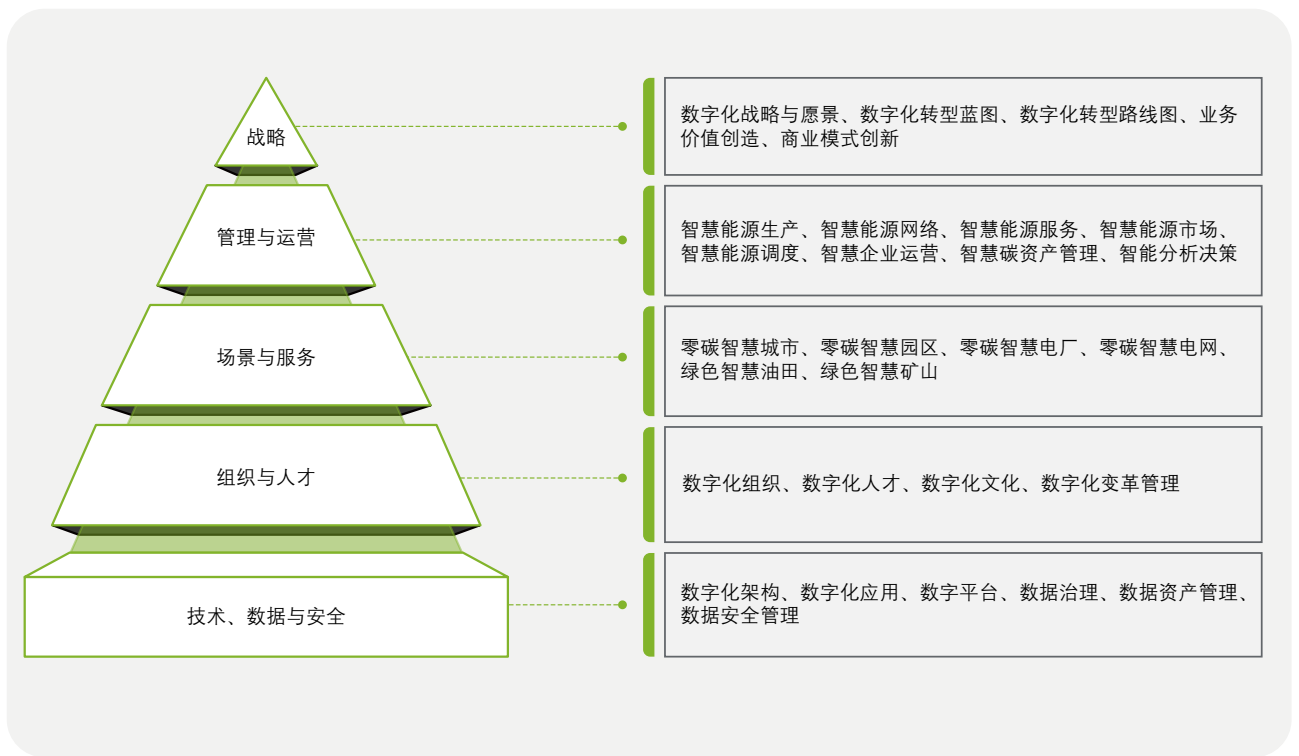 战略
数字化战略与愿景、数字化转型蓝图、数字化转型路线图、业务
价值创造、商业模式创新
管理与运营
智慧能源生产、智慧能源网络、智慧能源服务、智慧能源市场、
智慧能源调度、智慧企业运营、智慧碳资产管理、智能分析决策
场景与服务
零碳智慧城市、零碳智慧园区、零碳智慧电厂、零碳智慧电网、
绿色智慧油田、绿色智慧矿山
组织与人才
数字化组织、数字化人才、数字化文化、数字化变革管理
技术、数据与安全
数字化架构、数字化应用、数字平台、数据治理、数据资产管理、
数据安全管理